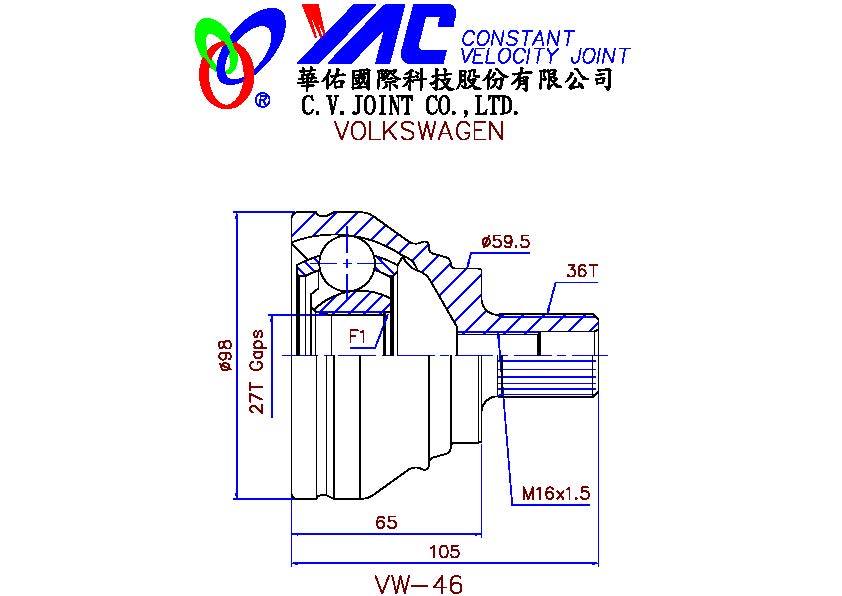 YAC CONSTANT
VELOCITY JOINT
華佑國際科技股份有限公司
®
C.V.JOINT CO.,LTD.
VOLKSWAGEN
ø59.5
36T
F1
ø98
27T Gaps
M16x1.5
65
105
VW-46